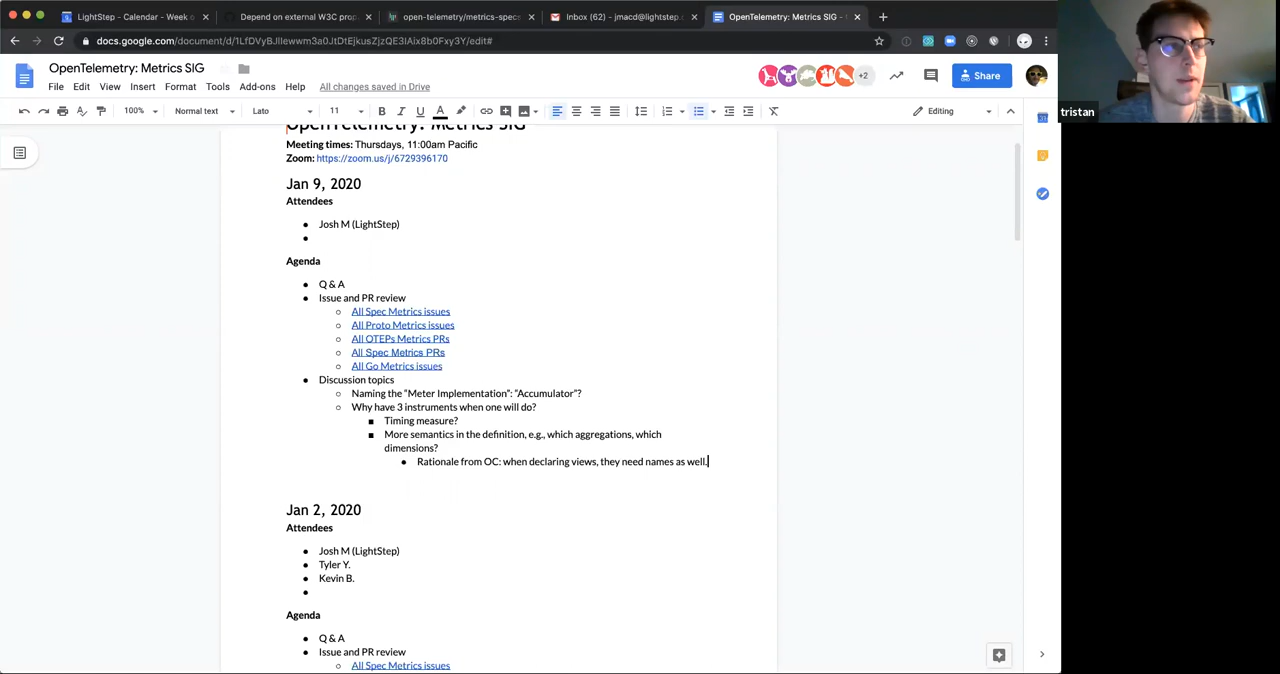 LightStep - Calendar - Week o
Depend on external W3C prop
open-telemetry/metrics-specs
Inbox (62) - jmacd@lightstep.c
OpenTelemetry: Metrics SIG -
docs.google.com/document/d/1LfDVyBJlIewwm3a0JtDtEjkusZjzQE3IAix8b0Fxy3Y/edit#
OpenTelemetry: Metrics SIG
File Edit View Insert Format Tools Add-ons Help All changes saved in Drive
+2
Share
100% Normal text Lato 11 B I U A Editing
OpenTelemetry: Metrics SIG
Meeting times: Thursdays, 11:00am Pacific
Zoom: https://zoom.us/j/6729396170
Jan 9, 2020
Attendees
Josh M (LightStep)
Agenda
Q & A
Issue and PR review
All Spec Metrics issues
All Proto Metrics issues
All OTEPs Metrics PRs
All Spec Metrics PRs
All Go Metrics issues
Discussion topics
Naming the "Meter Implementation": "Accumulator"?
Why have 3 instruments when one will do?
Timing measure?
More semantics in the definition, e.g., which aggregations, which
dimensions?
Rationale from OC: when declaring views, they need names as well.
Jan 2, 2020
Attendees
Josh M (LightStep)
Tyler Y.
Kevin B.
Agenda
Q & A
Issue and PR review
All Spec Metrics issues
tristan